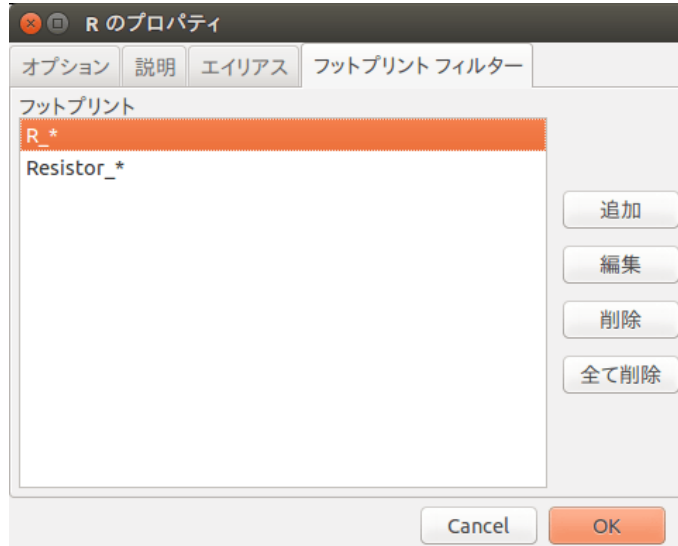 R のプロパティ
オプション 説明 エイリアス フットプリント フィルター
フットプリント
R_*
Resistor_*
追加
編集
削除
全て削除
Cancel OK